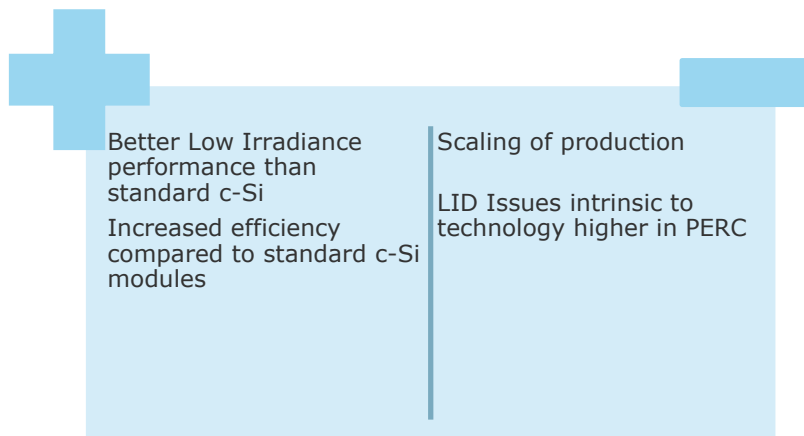 Better Low Irradiance
performance than
standard c-Si
Increased efficiency
compared to standard c-Si
modules
Scaling of production
LID Issues intrinsic to
technology higher in PERC